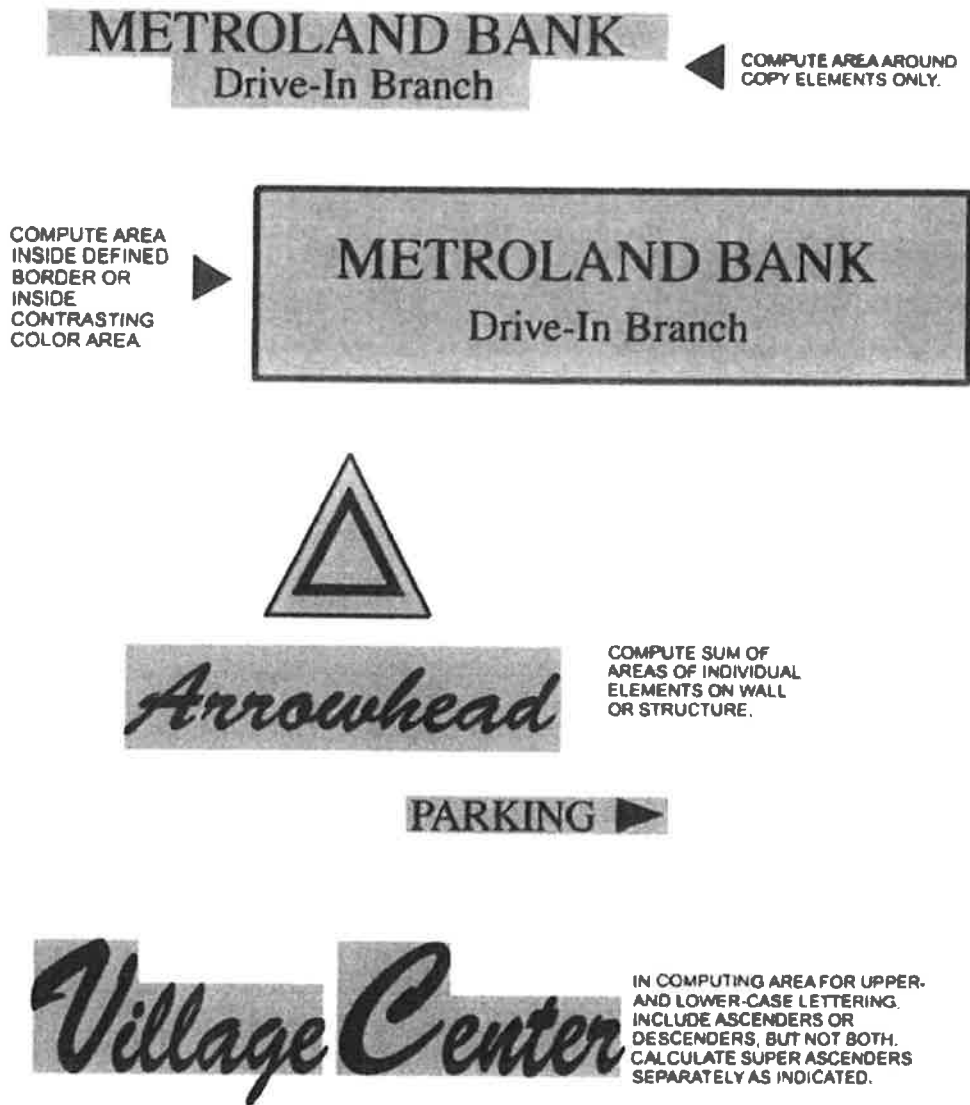 METROLAND BANK
Drive-In Branch
COMPUTE AREA AROUND
COPY ELEMENTS ONLY.
COMPUTE AREA
INSIDE DEFINED
BORDER OR
INSIDE
CONTRASTING
COLOR AREA
METROLAND BANK
Drive-In Branch
Arrowhead
COMPUTE SUM OF
AREAS OF INDIVIDUAL
ELEMENTS ON WALL
OR STRUCTURE.
PARKING
Village Center
IN COMPUTING AREA FOR UPPER-
AND LOWER-CASE LETTERING.
INCLUDE ASCENDERS OR
DESCENDERS, BUT NOT BOTH.
CALCULATE SUPER ASCENDERS
SEPARATELY AS INDICATED.